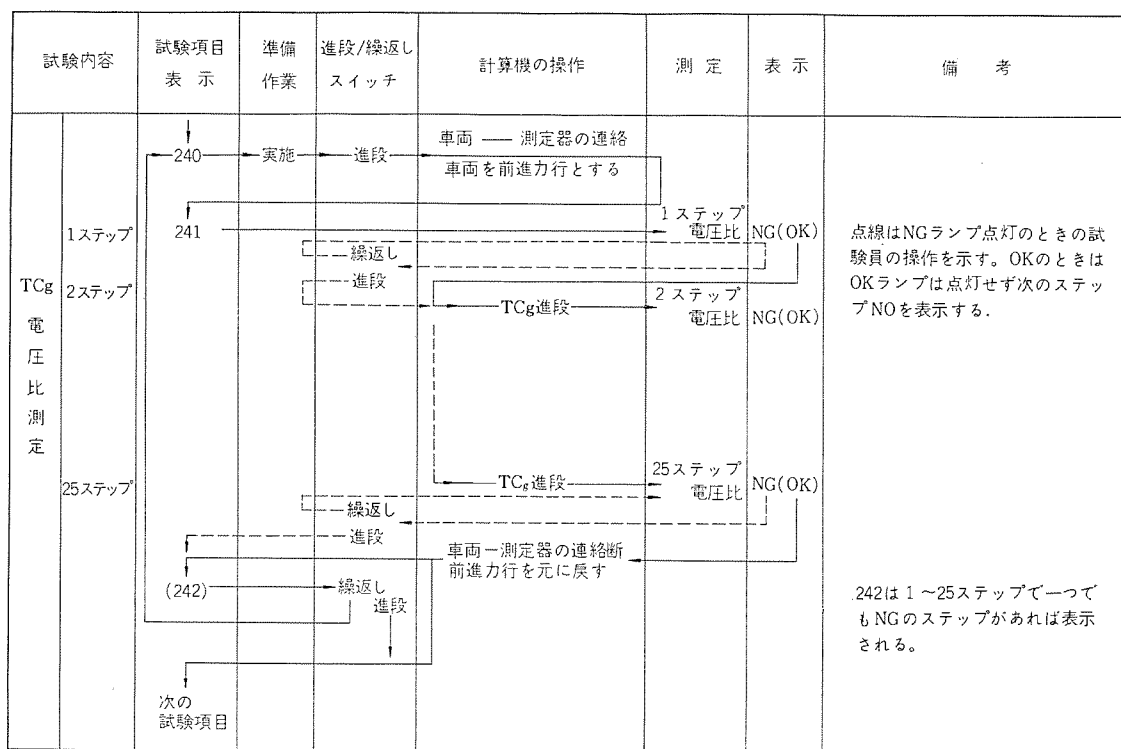 試験内容
試験項目
表 示
準備
作業
進段/繰返し
スイッチ
計算機の操作
測 定
表 示
備 考
TCg
電
圧
比
測
定
240
実施
進段
車両 ―― 測定器の連絡
車両を前進力行とする
1ステップ
241
1ステップ
電圧比
NG(OK)
繰返し
2ステップ
進段
TCg進段
2ステップ
電圧比
NG(OK)
点線はNGランプ点灯のときの試
験員の操作を示す。OKのときは
OKランプは点灯せず次のステッ
プNOを表示する.
25ステップ
TCg進段
25ステップ
電圧比
NG(OK)
繰返し
進段
車両―測定器の連絡断
前進力行を元に戻す
(242)
繰返し
進段
242は1~25ステップで一つで
もNGのステップがあれば表示
される。
次の
試験項目